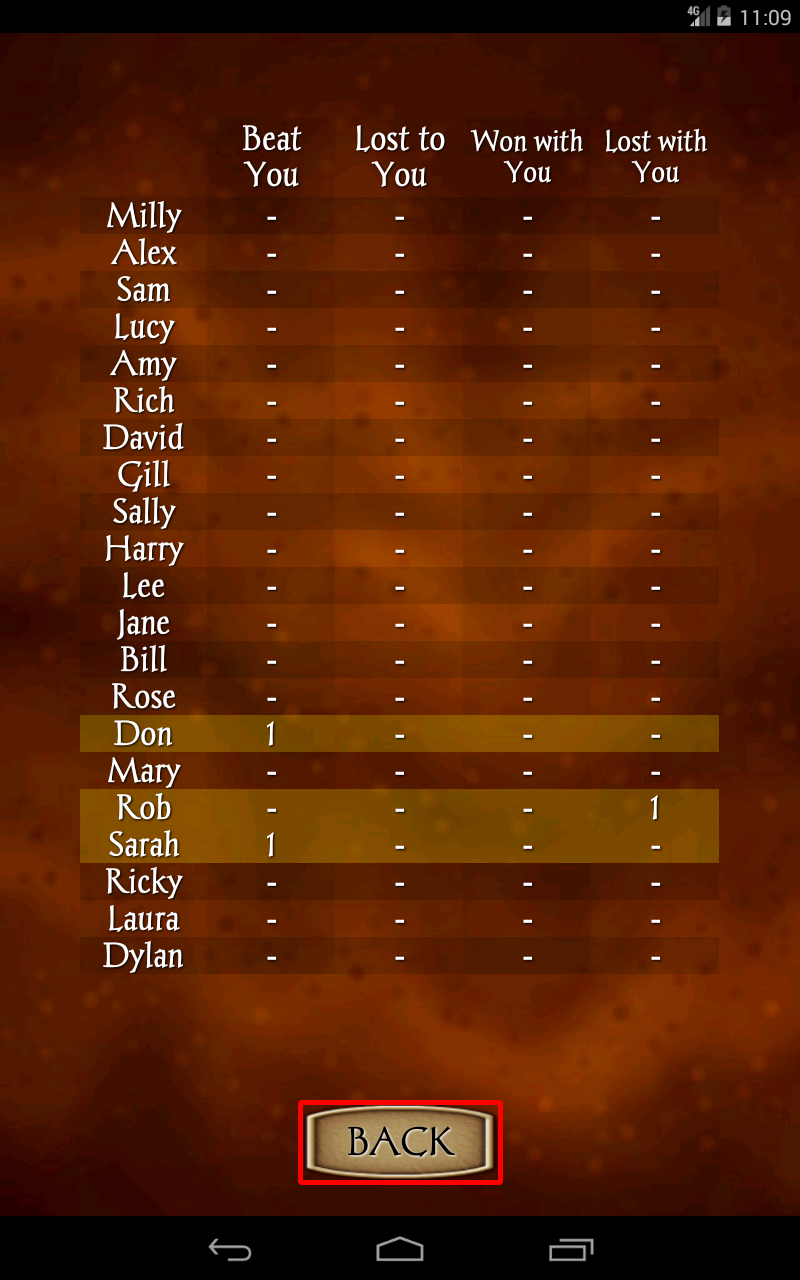 4G 11:09
Beat You Lost to You Won with You Lost with You
Milly - - - -
Alex - - - -
Sam - - - -
Lucy - - - -
Amy - - - -
Rich - - - -
David - - - -
Gill - - - -
Sally - - - -
Harry - - - -
Lee - - - -
Jane - - - -
Bill - - - -
Rose - - - -
Don 1 - - -
Mary - - - -
Rob - - - 1
Sarah 1 - - -
Ricky - - - -
Laura - - - -
Dylan - - - -
BACK